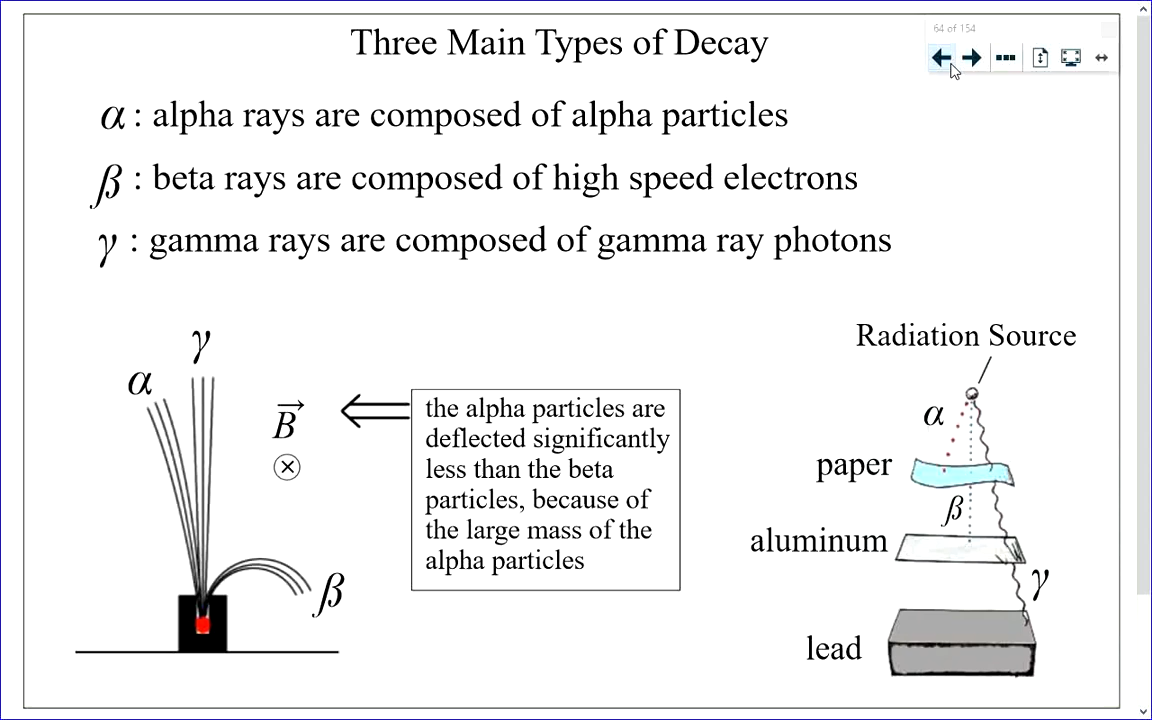 Three Main Types of Decay
64 of 154
α : alpha rays are composed of alpha particles
β : beta rays are composed of high speed electrons
γ : gamma rays are composed of gamma ray photons
γ
α
B
the alpha particles are
deflected significantly
less than the beta
particles, because of
the large mass of the
alpha particles
β
Radiation Source
α
paper
β
aluminum
γ
lead